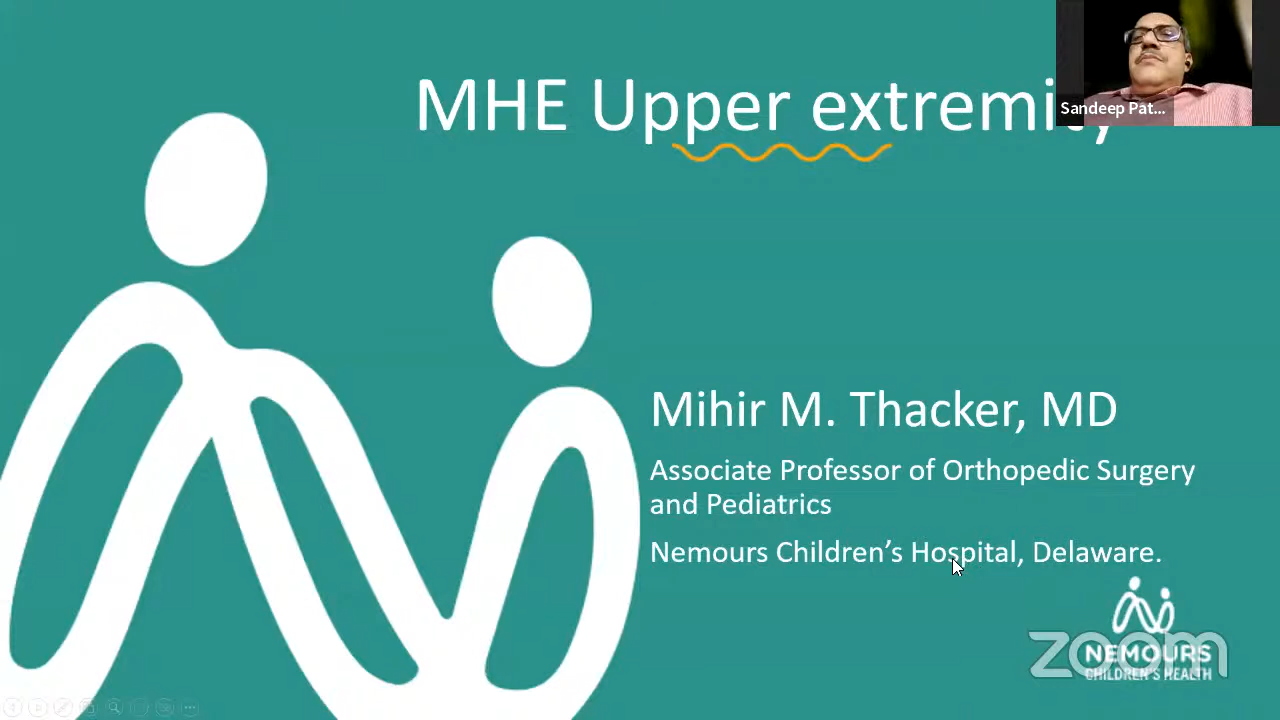 MHE Upper extremity
Sandeep Pat...
Mihir M. Thacker, MD
Associate Professor of Orthopedic Surgery
and Pediatrics
Nemours Children’s Hospital, Delaware.
zoom
NEMOURS
CHILDREN'S HEALTH